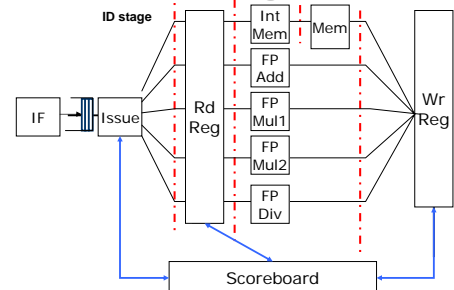 ID stage
Int
Mem
Mem
FP
Add
IF
Issue
Rd
Reg
FP
Mul1
Wr
Reg
FP
Mul2
FP
Div
Scoreboard